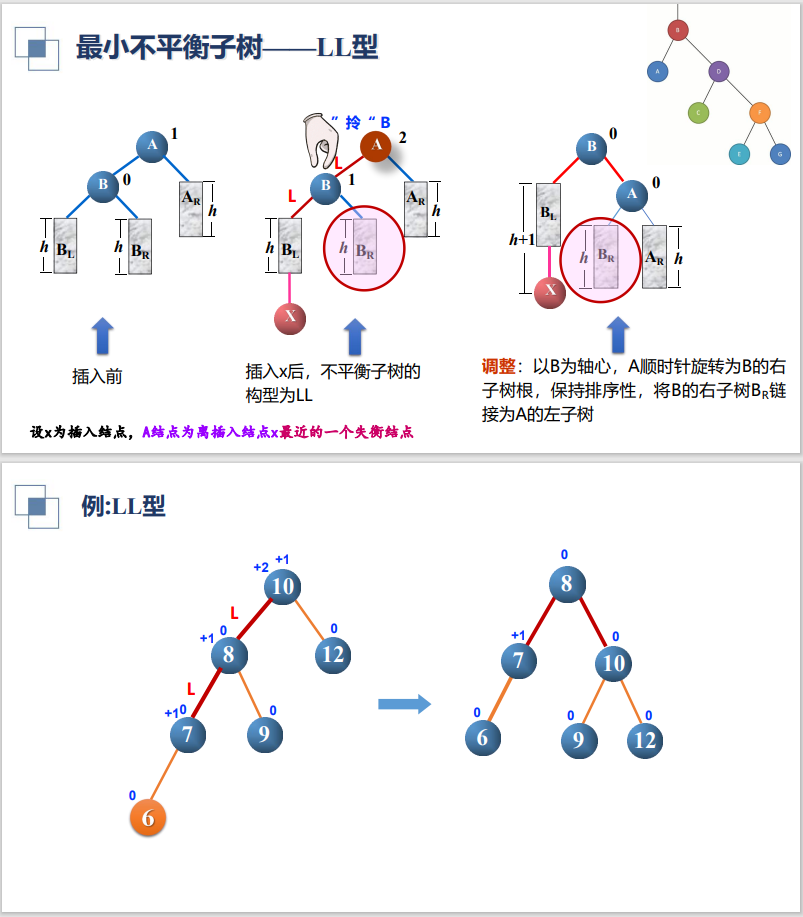 最小不平衡子树——LL型
B
A
D
C
F
E
G
A
1
B
0
A_R
h
h
B_L
h
B_R
”拎“B
A
2
L
B
1
L
A_R
h
h
B_L
h
B_R
X
B
0
A
0
B_L
h+1
h
B_R
A_R
h
X
插入前
插入x后，不平衡子树的
构型为LL
调整：以B为轴心，A顺时针旋转为B的右
子树根，保持排序性，将B的右子树B_R链
接为A的左子树
设x为插入结点，A结点为离插入结点x最近的一个失衡结点
例:LL型
+2 +1
10
L
+1 0
8
0
12
L
+1 0
7
0
9
0
6
0
8
+1
7
0
10
0
6
0
9
0
12